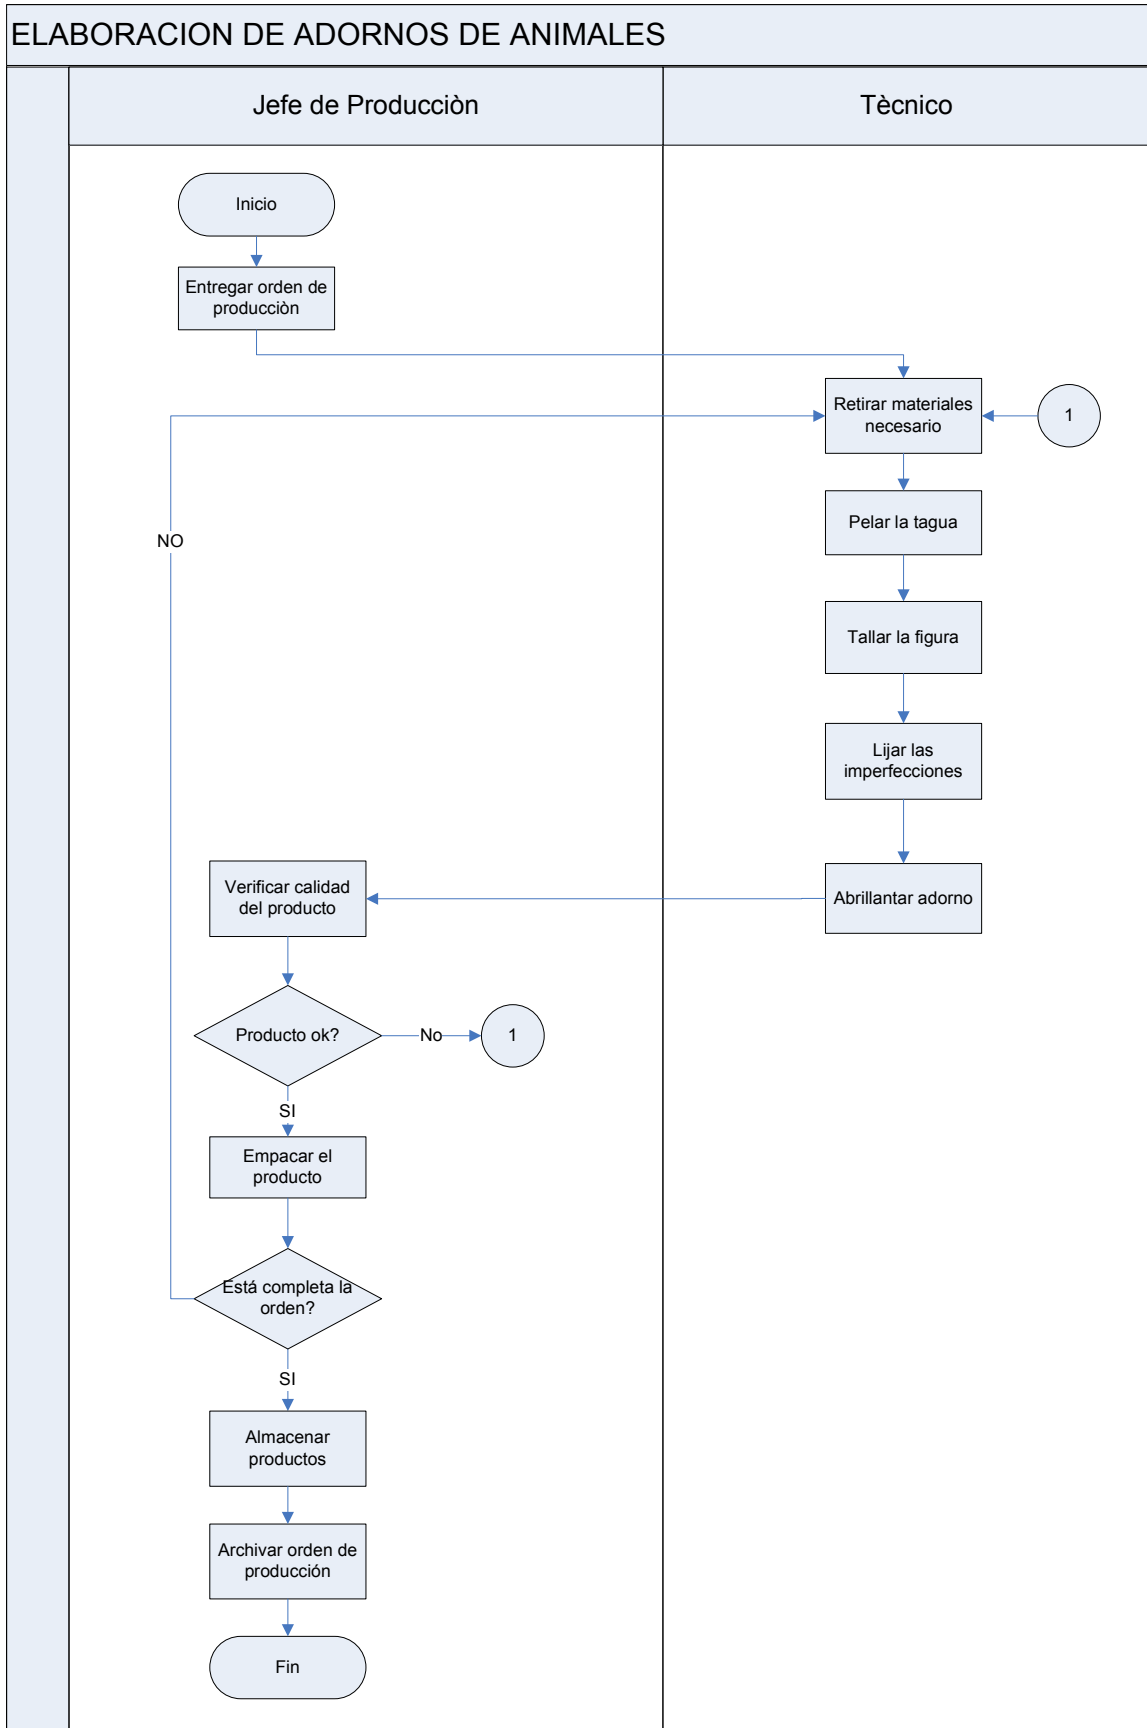 ELABORACION DE ADORNOS DE ANIMALES
Jefe de Producciòn
Tècnico
Inicio
Entregar orden de
producciòn
Retirar materiales
necesario
1
NO
Pelar la tagua
Tallar la figura
Lijar las
imperfecciones
Verificar calidad
del producto
Abrillantar adorno
Producto ok?
No
1
SI
Empacar el
producto
Está completa la
orden?
SI
Almacenar
productos
Archivar orden de
producción
Fin